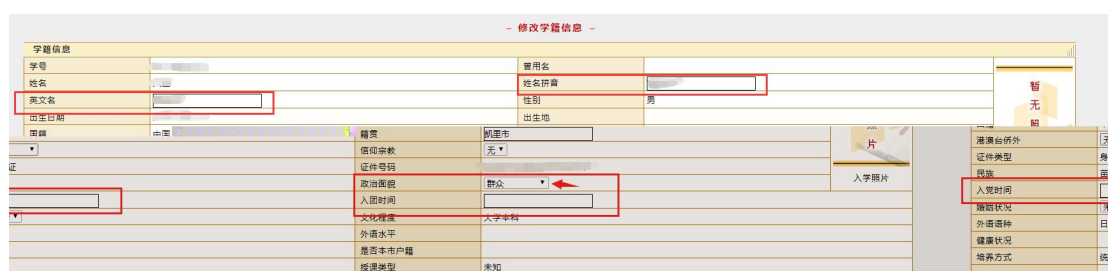 – 修改学籍信息 –
学籍信息
学号 曾用名
姓名 姓名拼音
英文名 性别 男
出生日期 出生地
暂
无
照
国籍 中国 籍贯 凯里市
片
港澳台侨外
信仰宗教 无
证 证件号码
证件类型
政治面貌 群众
入学照片
民族
入团时间
入党时间
文化程度 大学本科
婚姻状况
外语水平
外语语种 日
是否本市户籍
健康状况
授课类型 未知
培养方式 统